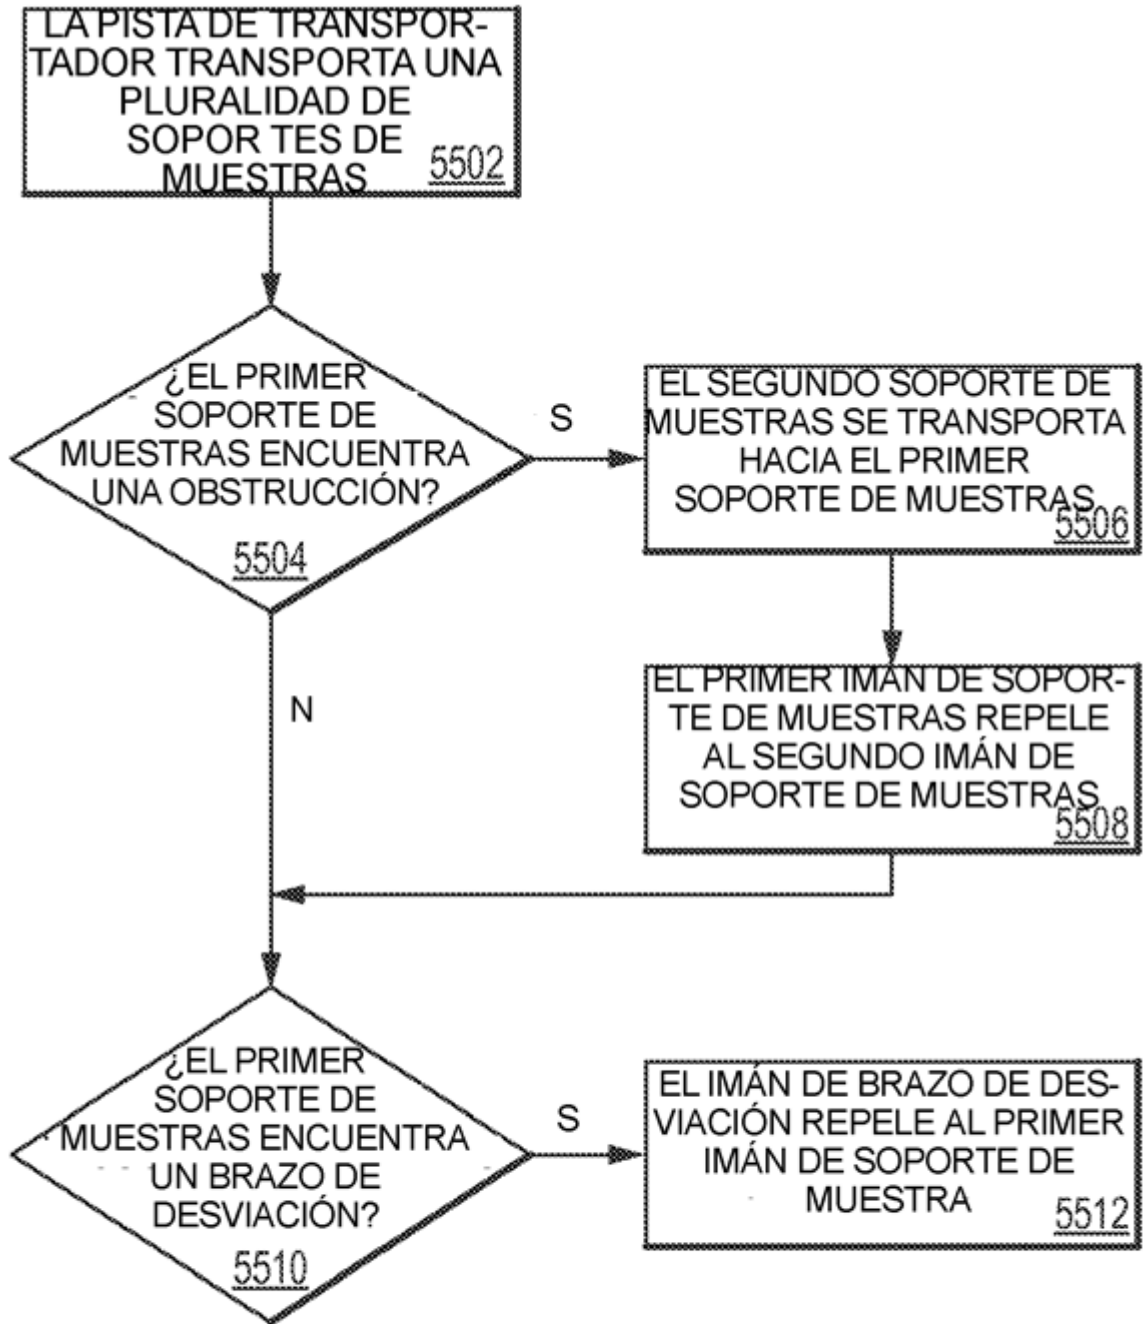 LA PISTA DE TRANSPOR-
TADOR TRANSPORTA UNA
PLURALIDAD DE
SOPOR TES DE
MUESTRAS
5502
¿EL PRIMER
SOPORTE DE
MUESTRAS ENCUENTRA
UNA OBSTRUCCIÓN?
5504
S
EL SEGUNDO SOPORTE DE
MUESTRAS SE TRANSPORTA
HACIA EL PRIMER
SOPORTE DE MUESTRAS
5506
N
EL PRIMER IMÁN DE SOPOR-
TE DE MUESTRAS REPELE
AL SEGUNDO IMÁN DE
SOPORTE DE MUESTRAS
5508
¿EL PRIMER
SOPORTE DE
MUESTRAS ENCUENTRA
UN BRAZO DE
DESVIACIÓN?
5510
S
EL IMÁN DE BRAZO DE DES-
VIACIÓN REPELE AL PRIMER
IMÁN DE SOPORTE DE
MUESTRA
5512